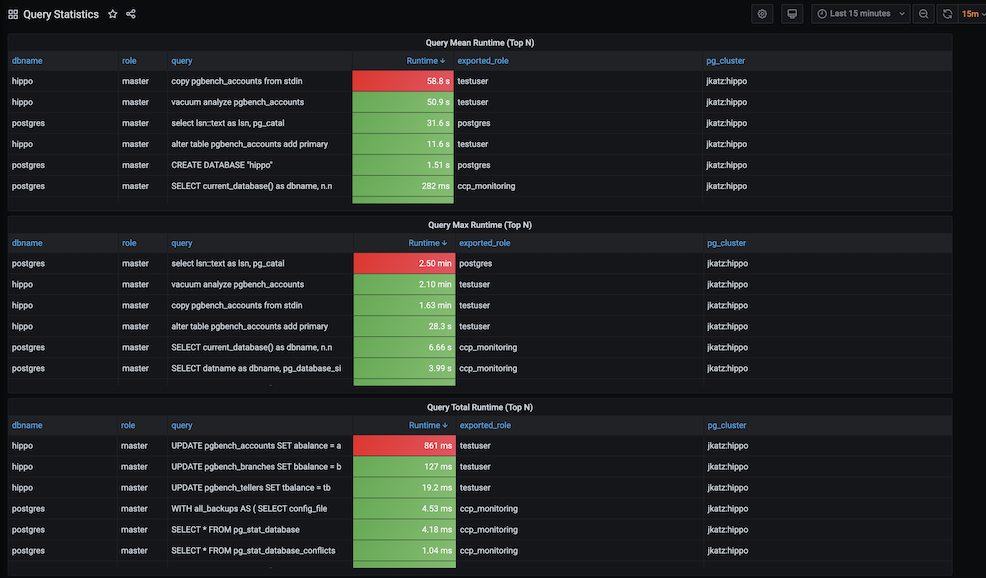 Query Statistics Last 15 minutes 15m
Query Mean Runtime (Top N)
dbname role query Runtime ↓ exported_role pg_cluster
hippo master copy pgbench_accounts from stdin 58.8 s testuser jkatz:hippo
hippo master vacuum analyze pgbench_accounts 50.9 s testuser jkatz:hippo
postgres master select lsn::text as lsn, pg_catal 31.6 s postgres jkatz:hippo
hippo master alter table pgbench_accounts add primary 11.6 s testuser jkatz:hippo
postgres master CREATE DATABASE "hippo" 1.51 s postgres jkatz:hippo
postgres master SELECT current_database() as dbname, n.n 282 ms ccp_monitoring jkatz:hippo
Query Max Runtime (Top N)
dbname role query Runtime ↓ exported_role pg_cluster
postgres master select lsn::text as lsn, pg_catal 2.50 min postgres jkatz:hippo
hippo master vacuum analyze pgbench_accounts 2.10 min testuser jkatz:hippo
hippo master copy pgbench_accounts from stdin 1.63 min testuser jkatz:hippo
hippo master alter table pgbench_accounts add primary 28.3 s testuser jkatz:hippo
postgres master SELECT current_database() as dbname, n.n 6.66 s ccp_monitoring jkatz:hippo
postgres master SELECT datname as dbname, pg_database_si 3.99 s ccp_monitoring jkatz:hippo
Query Total Runtime (Top N)
dbname role query Runtime ↓ exported_role pg_cluster
hippo master UPDATE pgbench_accounts SET abalance = a 861 ms testuser jkatz:hippo
hippo master UPDATE pgbench_branches SET bbalance = b 127 ms testuser jkatz:hippo
hippo master UPDATE pgbench_tellers SET tbalance = tb 19.2 ms testuser jkatz:hippo
postgres master WITH all_backups AS ( SELECT config_file 4.53 ms ccp_monitoring jkatz:hippo
postgres master SELECT * FROM pg_stat_database 4.18 ms ccp_monitoring jkatz:hippo
postgres master SELECT * FROM pg_stat_database_conflicts 1.04 ms ccp_monitoring jkatz:hippo